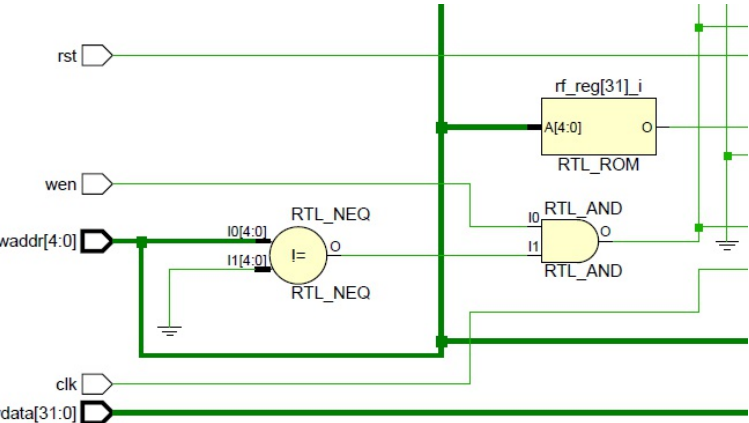 rst
rf_reg[31]_i
A[4:0]
O
RTL_ROM
wen
RTL_NEQ
RTL_AND
I0
waddr[4:0]
I0[4:0]
!=
O
O
I1
I1[4:0]
RTL_NEQ
RTL_AND
clk
data[31:0]